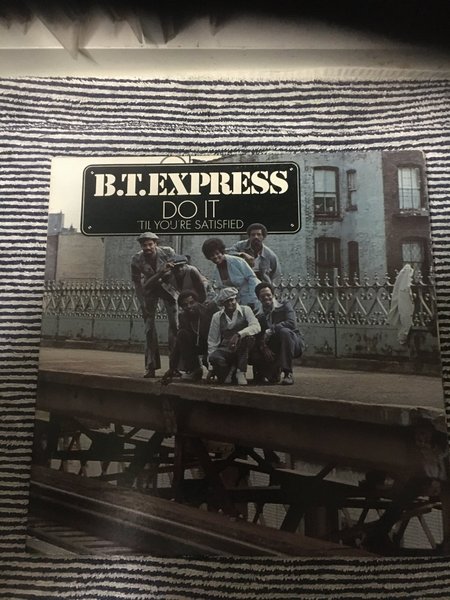 B.T.EXPRESS
DO IT
'TIL YOU'RE SATISFIED